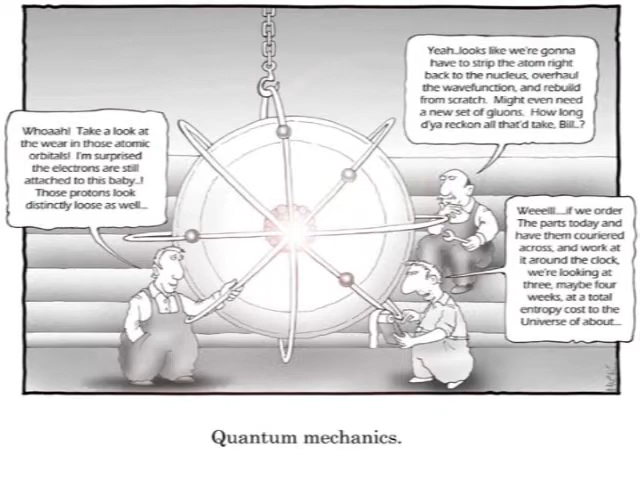 Whoaah! Take a look at
the wear in those atomic
orbitals! I'm surprised
the electrons are still
attached to this baby..!
Those protons look
distinctly loose as well...
Yeah..looks like we're gonna
have to strip the atom right
back to the nucleus, overhaul
the wavefunction, and rebuild
from scratch. Might even need
a new set of gluons. How long
d'ya reckon all that'd take, Bill..?
Weeelll....if we order
The parts today and
have them couriered
across, and work at
it around the clock,
we're looking at
three, maybe four
weeks, at a total
entropy cost to the
Universe of about...
Quantum mechanics.